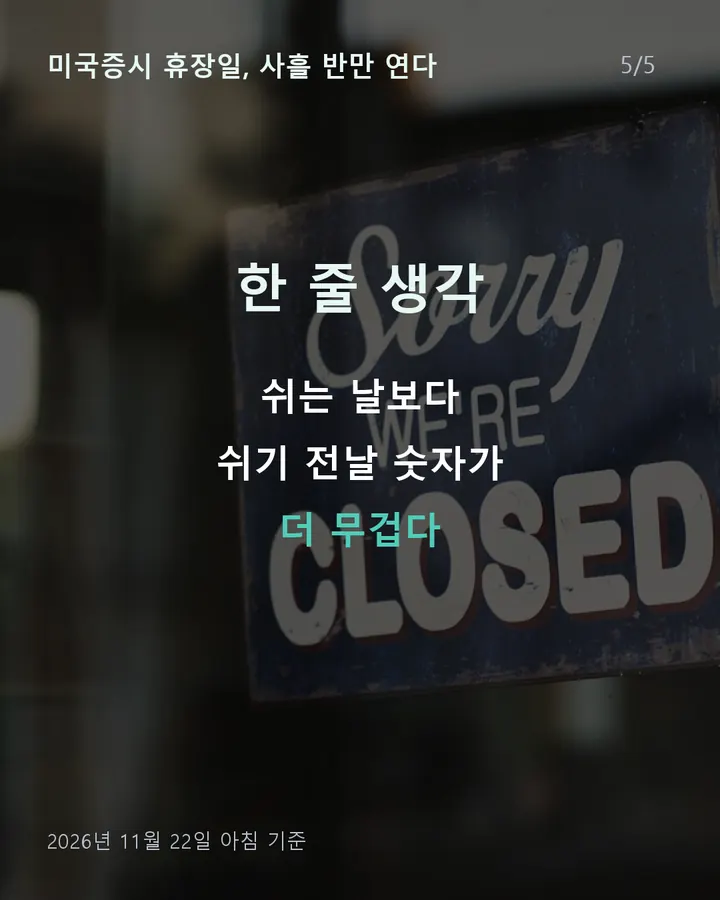 미국증시 휴장일, 사흘 반만 연다
5/5
한 줄 생각
쉬는 날보다
쉬기 전날 숫자가
더 무겁다
Sorry
WE'RE
CLOSED
2026년 11월 22일 아침 기준